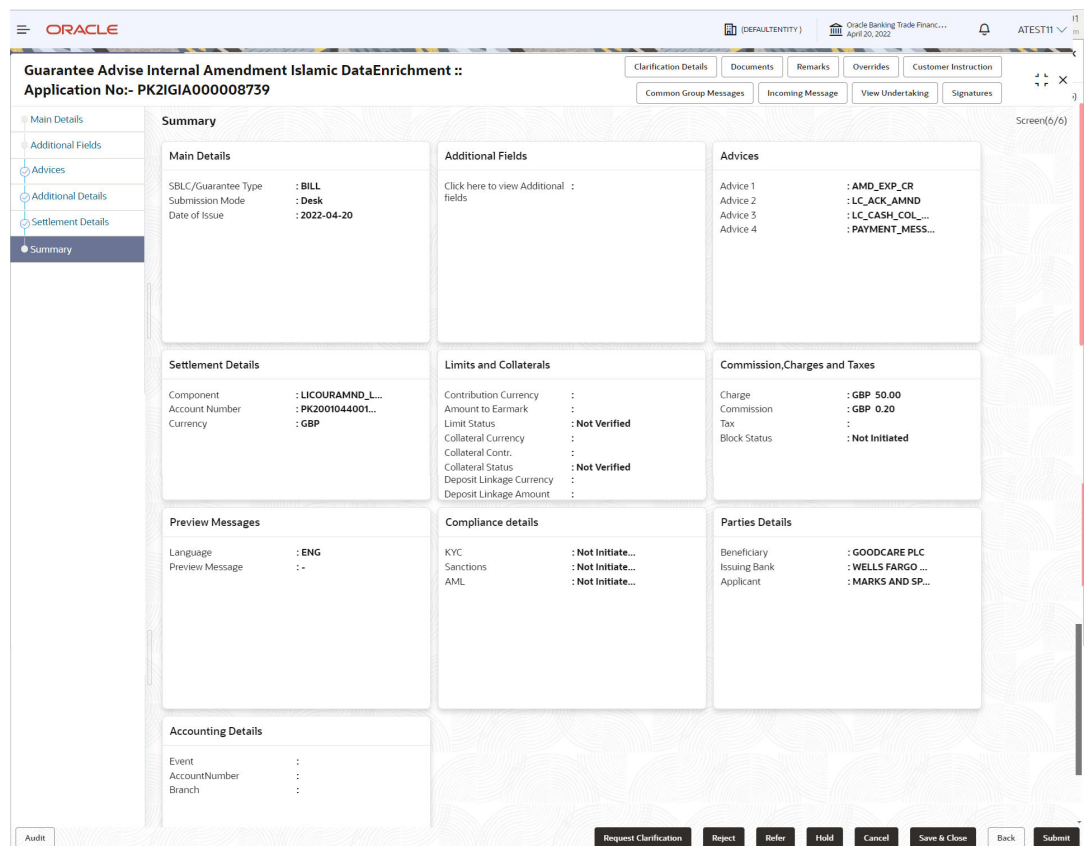 ORACLE
(DEFAULTENTITY)
Oracle Banking Trade Financ...
April 20, 2022
ATEST11
Guarantee Advise Internal Amendment Islamic DataEnrichment ::
Application No:- PK2IGIA000008739
Clarification Details
Documents
Remarks
Overrides
Customer Instruction
Common Group Messages
Incoming Message
View Undertaking
Signatures
Main Details
Additional Fields
Advices
Additional Details
Settlement Details
Summary
Summary
Screen(6/6)
Main Details
SBLC/Guarantee Type : BILL
Submission Mode : Desk
Date of Issue : 2022-04-20
Additional Fields
Click here to view Additional :
fields
Advices
Advice 1 : AMD_EXP_CR
Advice 2 : LC_ACK_AMND
Advice 3 : LC_CASH_COL_...
Advice 4 : PAYMENT_MESS...
Settlement Details
Component : LICOURAMND_L...
Account Number : PK2001044001...
Currency : GBP
Limits and Collaterals
Contribution Currency :
Amount to Earmark :
Limit Status : Not Verified
Collateral Currency :
Collateral Contr. :
Collateral Status : Not Verified
Deposit Linkage Currency :
Deposit Linkage Amount :
Commission,Charges and Taxes
Charge : GBP 50.00
Commission : GBP 0.20
Tax :
Block Status : Not Initiated
Preview Messages
Language : ENG
Preview Message : -
Compliance details
KYC : Not Initiate...
Sanctions : Not Initiate...
AML : Not Initiate...
Parties Details
Beneficiary : GOODCARE PLC
Issuing Bank : WELLS FARGO ...
Applicant : MARKS AND SP...
Accounting Details
Event :
AccountNumber :
Branch :
Audit
Request Clarification
Reject
Refer
Hold
Cancel
Save & Close
Back
Submit